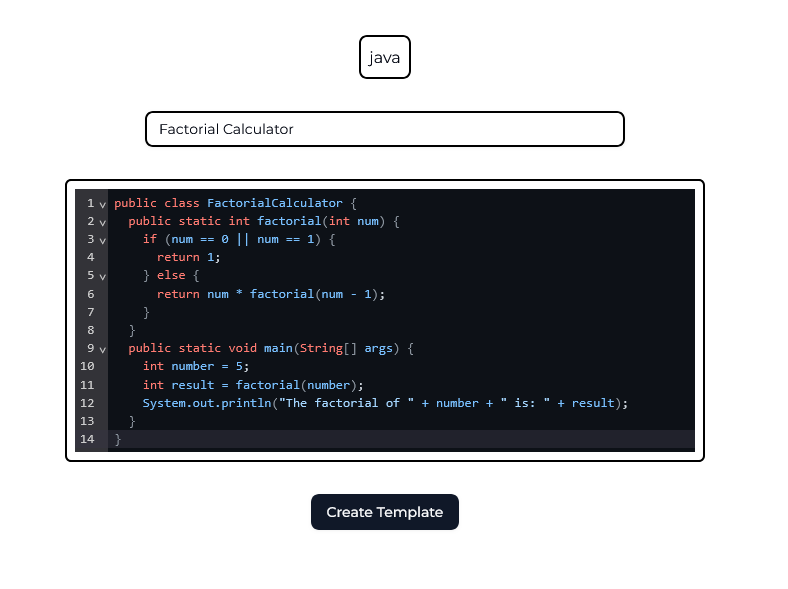 java
Factorial Calculator
1 public class FactorialCalculator {
2   public static int factorial(int num) {
3     if (num == 0 || num == 1) {
4       return 1;
5     } else {
6       return num * factorial(num - 1);
7     }
8   }
9   public static void main(String[] args) {
10     int number = 5;
11     int result = factorial(number);
12     System.out.println("The factorial of " + number + " is: " + result);
13   }
14 }
Create Template